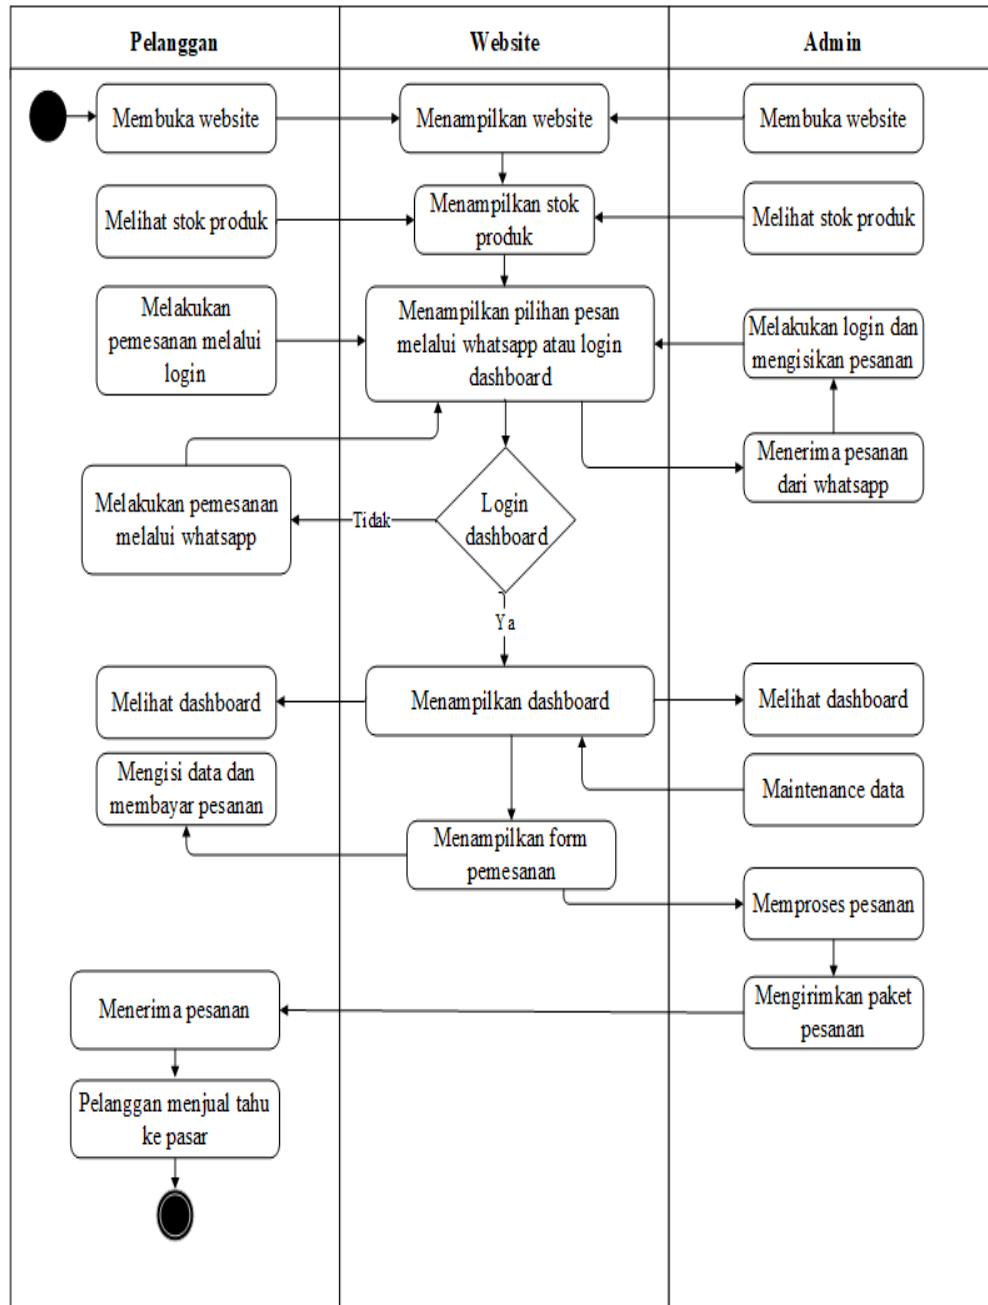 Pelanggan
Website
Admin
Membuka website
Menampilkan website
Membuka website
Melihat stok produk
Menampilkan stok
produk
Melihat stok produk
Melakukan
pemesanan melalui
login
Menampilkan pilihan pesan
melalui whatsapp atau login
dashboard
Melakukan login dan
mengisikan pesanan
Menerima pesanan
dari whatsapp
Melakukan pemesanan
melalui whatsapp
Tidak
Login
dashboard
Ya
Melihat dashboard
Menampilkan dashboard
Melihat dashboard
Mengisi data dan
membayar pesanan
Maintenance data
Menampilkan form
pemesanan
Memproses pesanan
Menerima pesanan
Mengirimkan paket
pesanan
Pelanggan menjual tahu
ke pasar